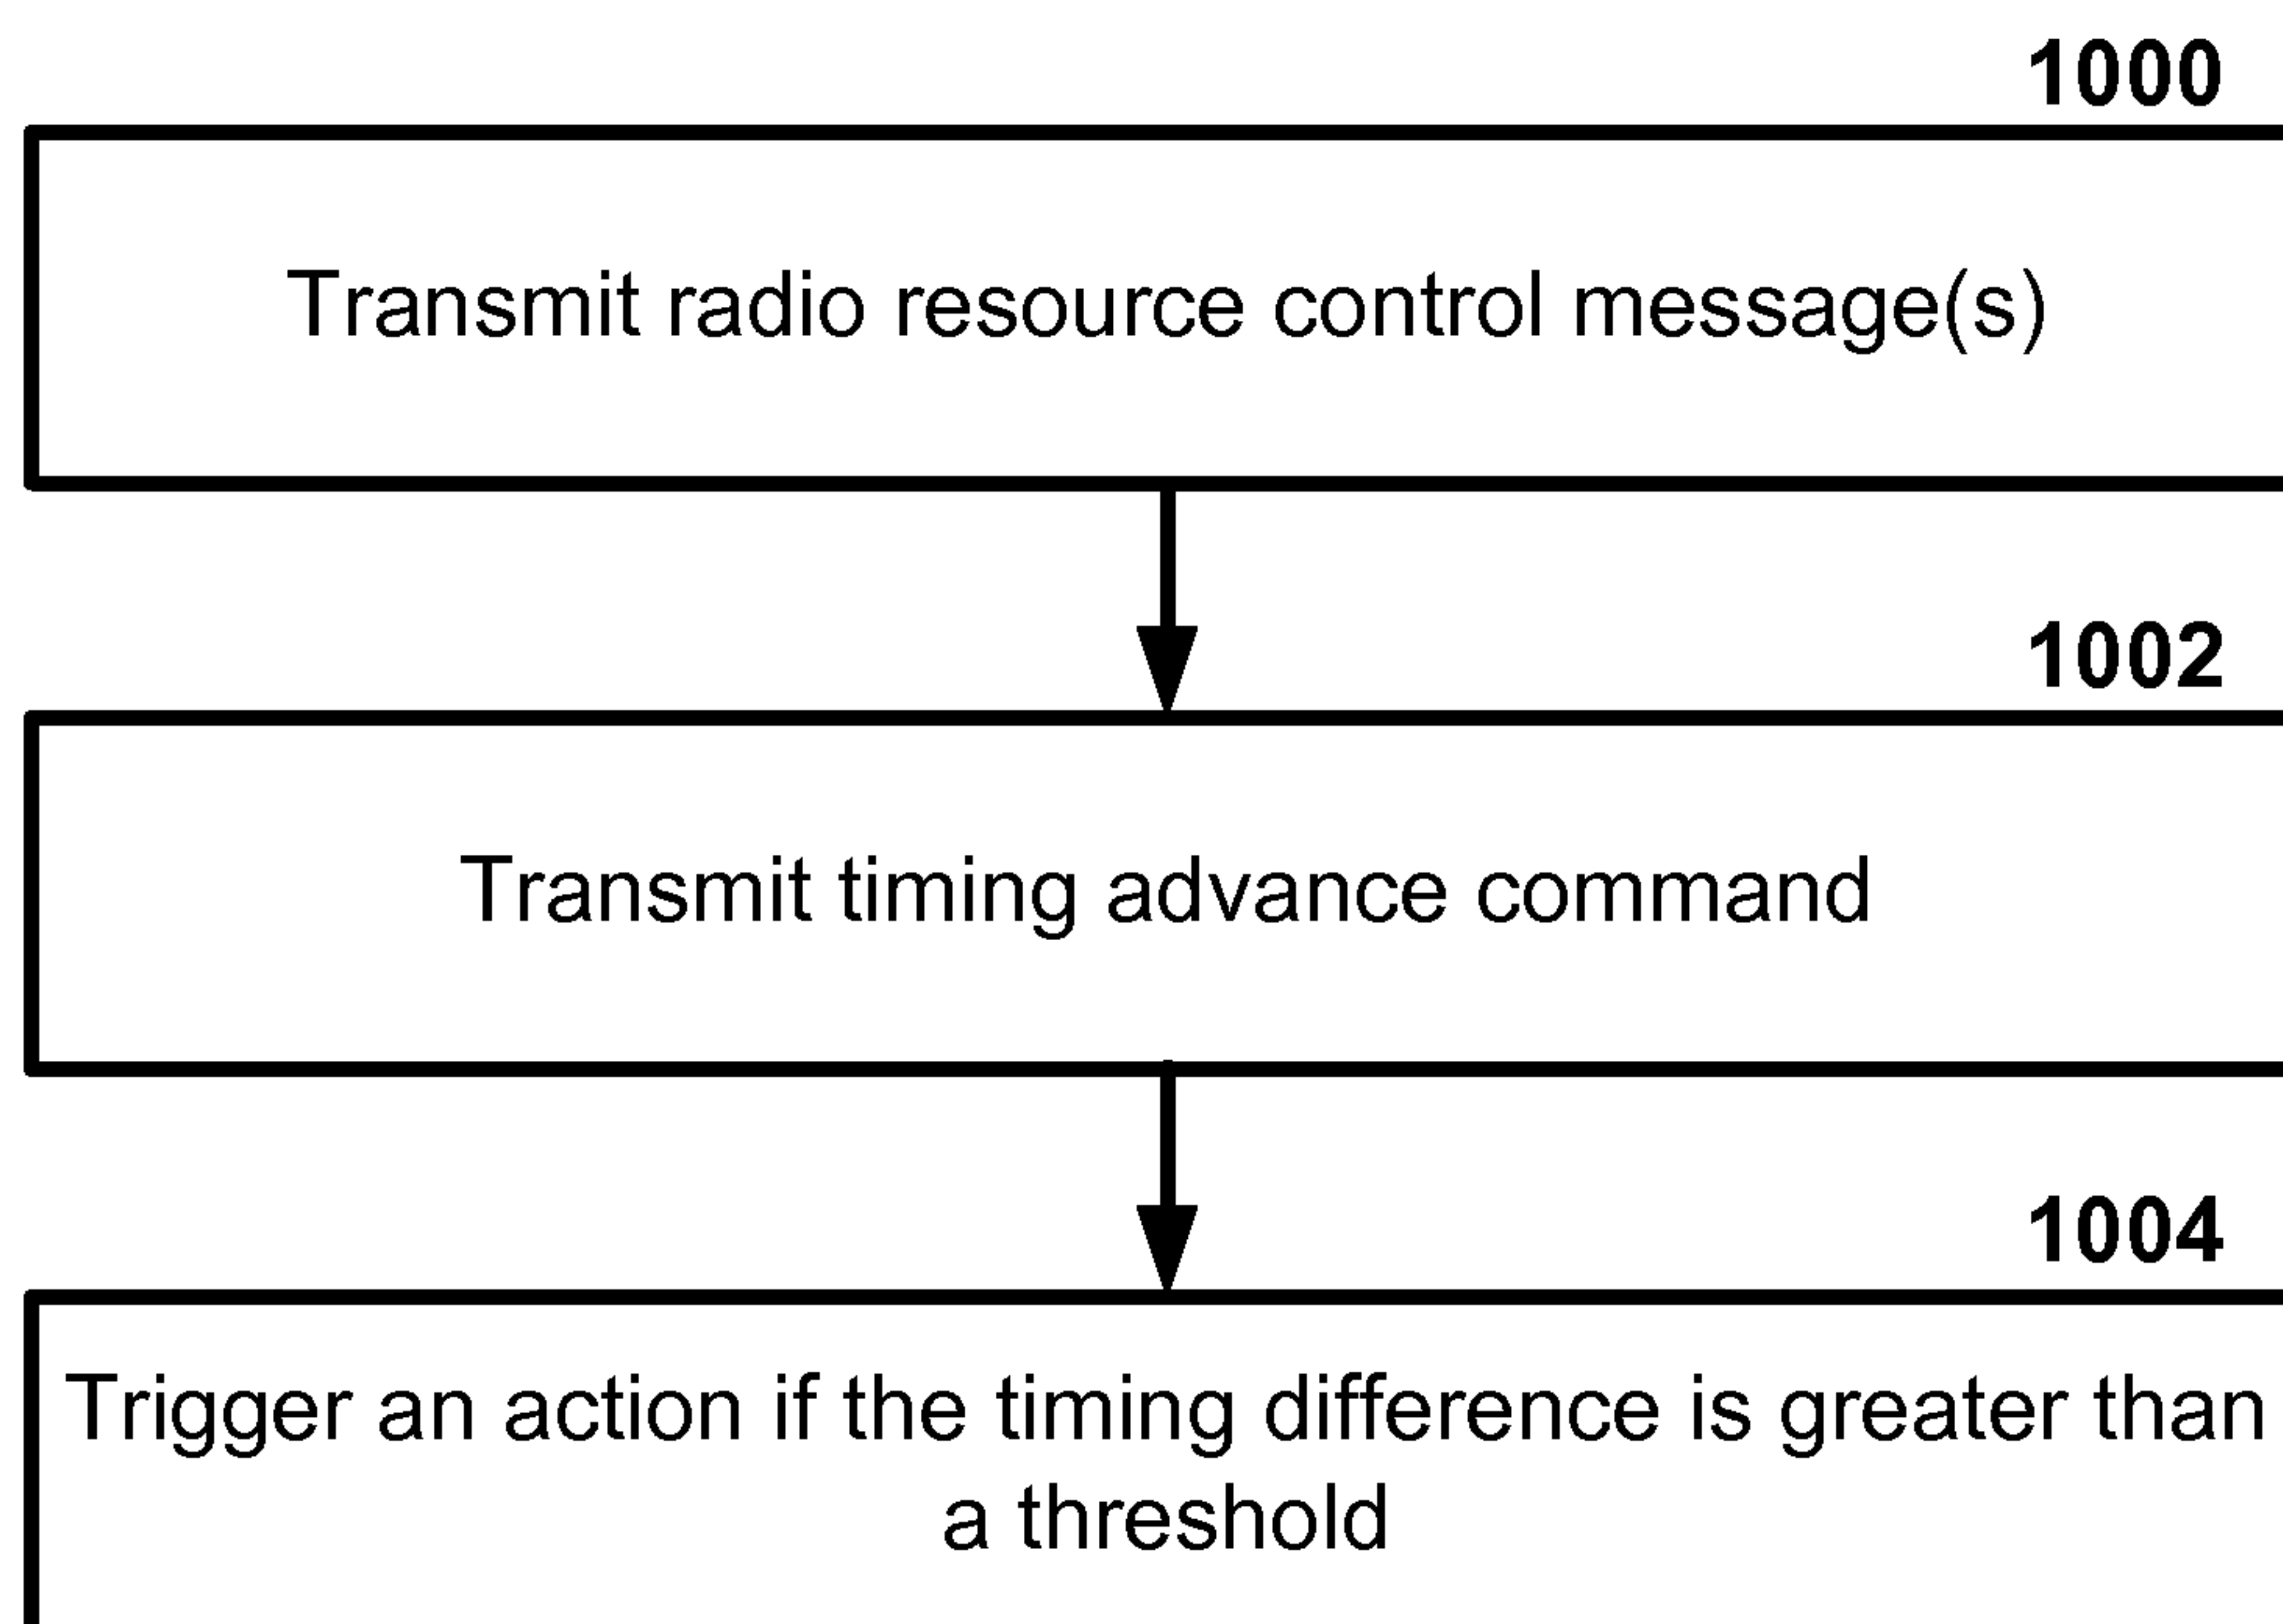 1000
Transmit radio resource control message(s)
1002
Transmit timing advance command
1004
Trigger an action if the timing difference is greater than
a threshold